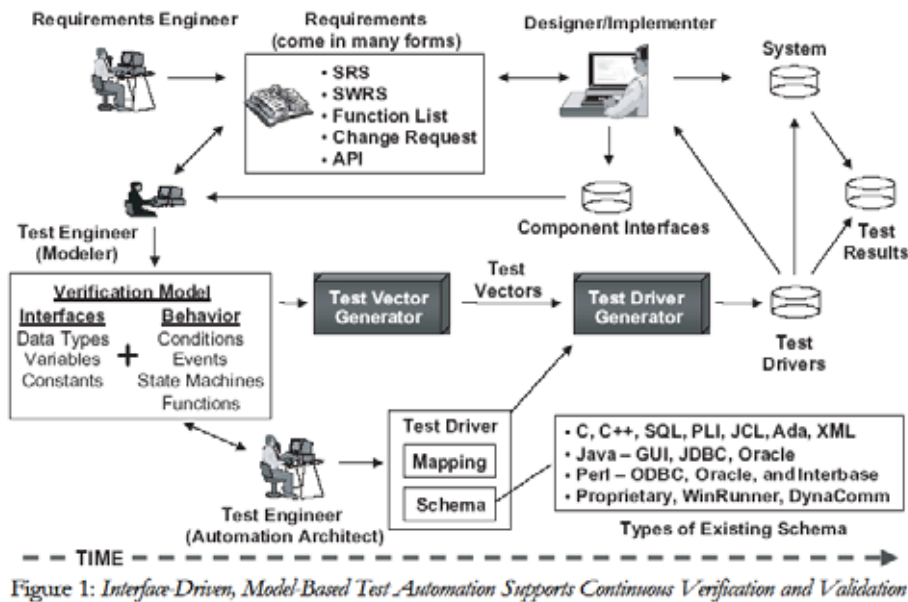 Requirements Engineer
Requirements
(come in many forms)
Designer/Implementer
System
• SRS
• SWRS
• Function List
• Change Request
• API
Test Engineer
(Modeler)
Component Interfaces
Test
Results
Verification Model
Interfaces
Data Types
Variables
Constants
+
Behavior
Conditions
Events
State Machines
Functions
Test Vector
Generator
Test
Vectors
Test Driver
Generator
Test
Drivers
Test Engineer
(Automation Architect)
Test Driver
Mapping
Schema
• C, C++, SQL, PLI, JCL, Ada, XML
• Java – GUI, JDBC, Oracle
• Perl – ODBC, Oracle, and Interbase
• Proprietary, WinRunner, DynaComm
Types of Existing Schema
TIME
Figure 1: Interface-Driven, Model-Based Test Automation Supports Continuous Verification and Validation